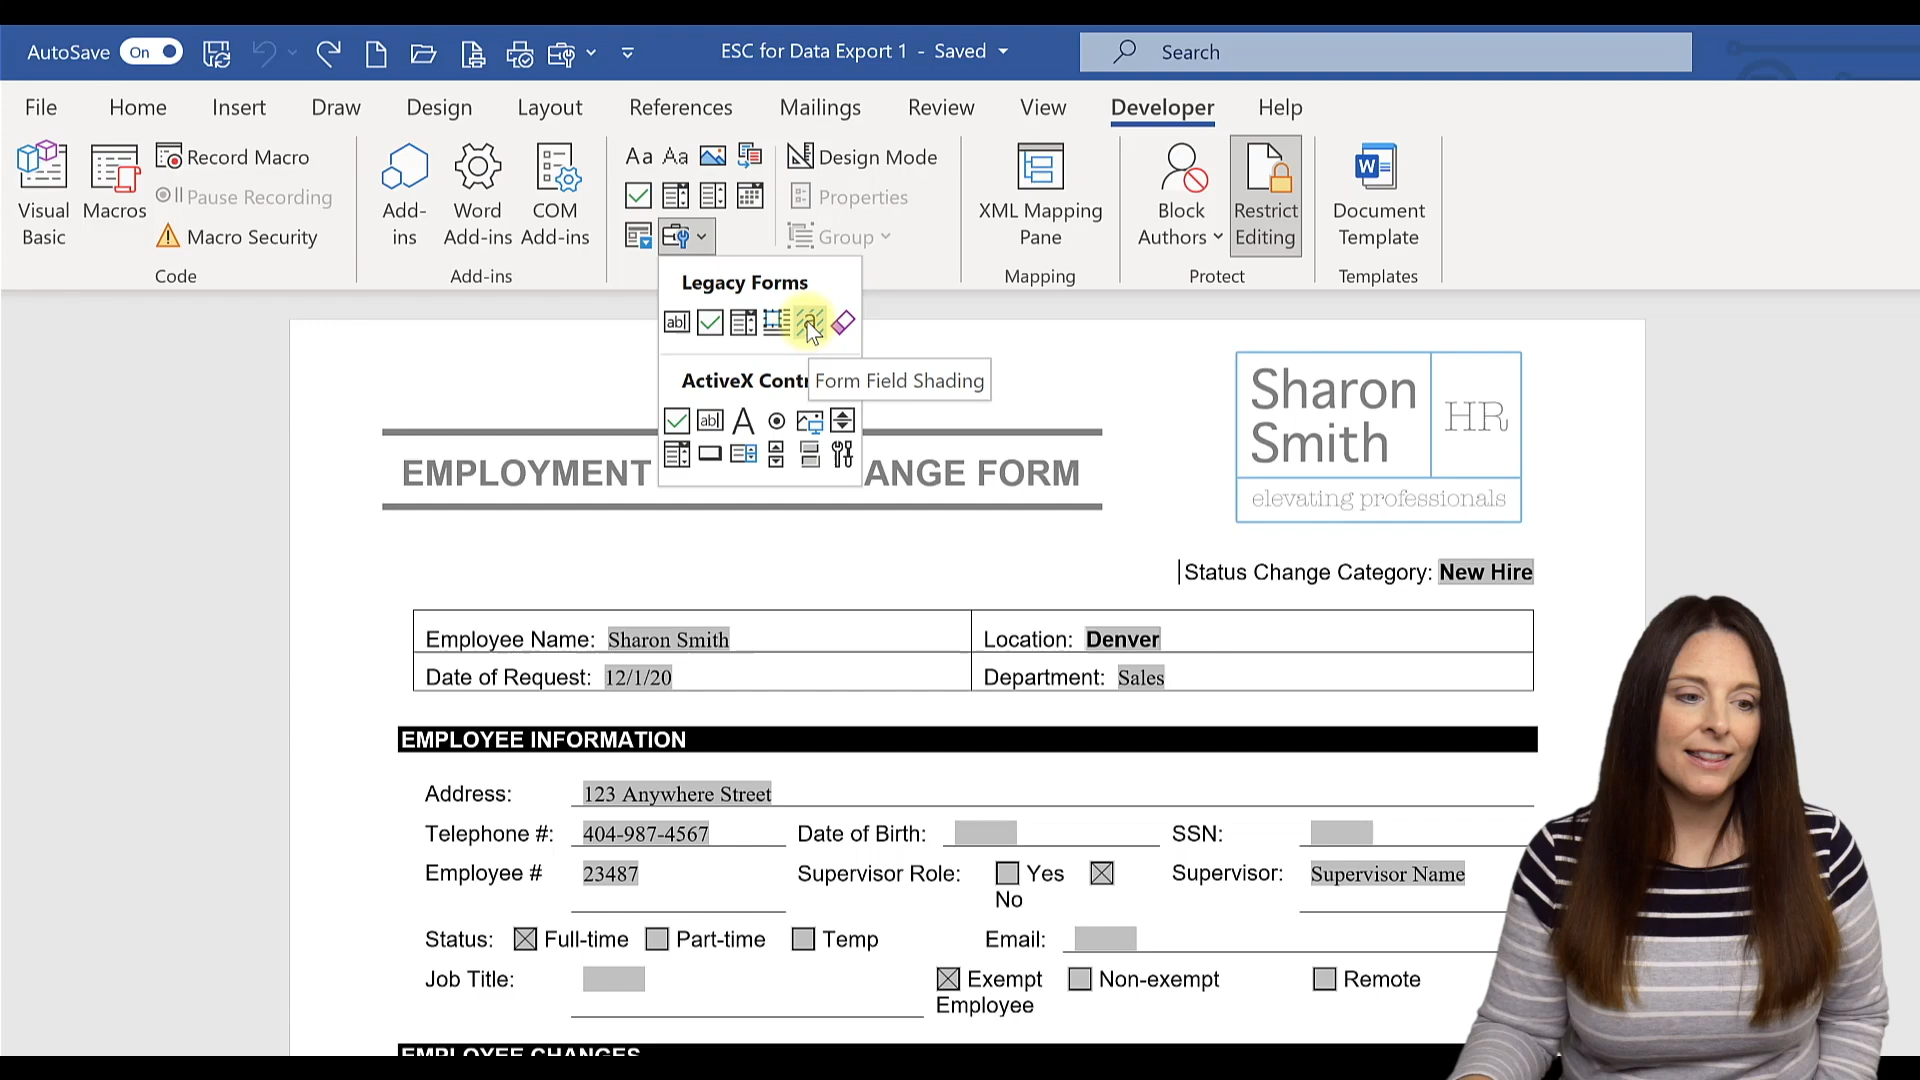 AutoSave On ESC for Data Export 1 - Saved Search
File Home Insert Draw Design Layout References Mailings Review View Developer Help
Visual Basic
Macros
Record Macro
Pause Recording
Macro Security
Code
Add-ins
Word Add-ins
COM Add-ins
Add-ins
Aa Aa
Design Mode
Properties
Group
XML Mapping Pane
Mapping
Block Authors
Restrict Editing
Protect
Document Template
Templates
Legacy Forms
ab
a
Form Field Shading
ActiveX Contr
ab A
EMPLOYMENT ANGE FORM
Sharon Smith HR
elevating professionals
Status Change Category: New Hire
Employee Name: Sharon Smith Location: Denver
Date of Request: 12/1/20 Department: Sales
EMPLOYEE INFORMATION
Address: 123 Anywhere Street
Telephone #: 404-987-4567 Date of Birth: SSN:
Employee # 23487 Supervisor Role: Yes Supervisor: Supervisor Name
No
Status: Full-time Part-time Temp Email:
Job Title: Exempt Non-exempt Remote
Employee
EMPLOYEE CHANGES